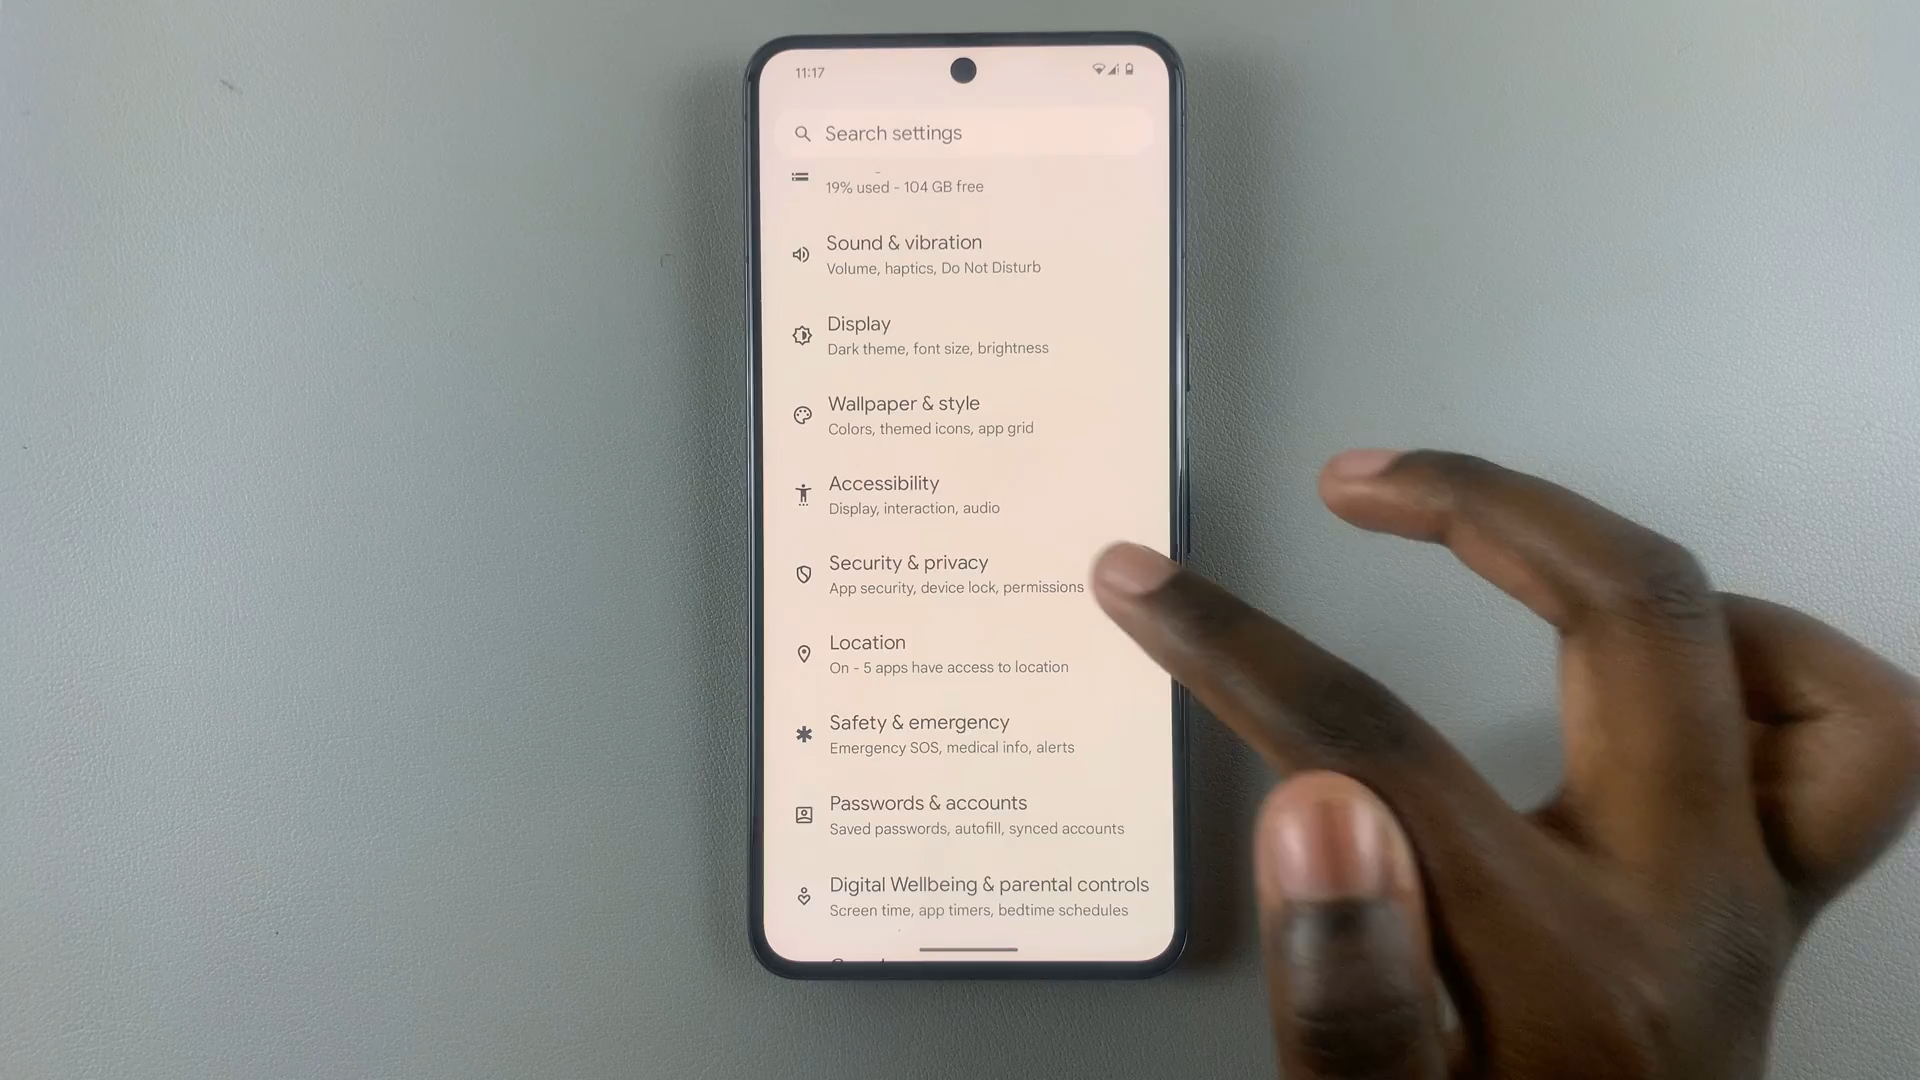 11:17
Search settings
19% used - 104 GB free
Sound & vibration
Volume, haptics, Do Not Disturb
Display
Dark theme, font size, brightness
Wallpaper & style
Colors, themed icons, app grid
Accessibility
Display, interaction, audio
Security & privacy
App security, device lock, permissions
Location
On - 5 apps have access to location
Safety & emergency
Emergency SOS, medical info, alerts
Passwords & accounts
Saved passwords, autofill, synced accounts
Digital Wellbeing & parental controls
Screen time, app timers, bedtime schedules